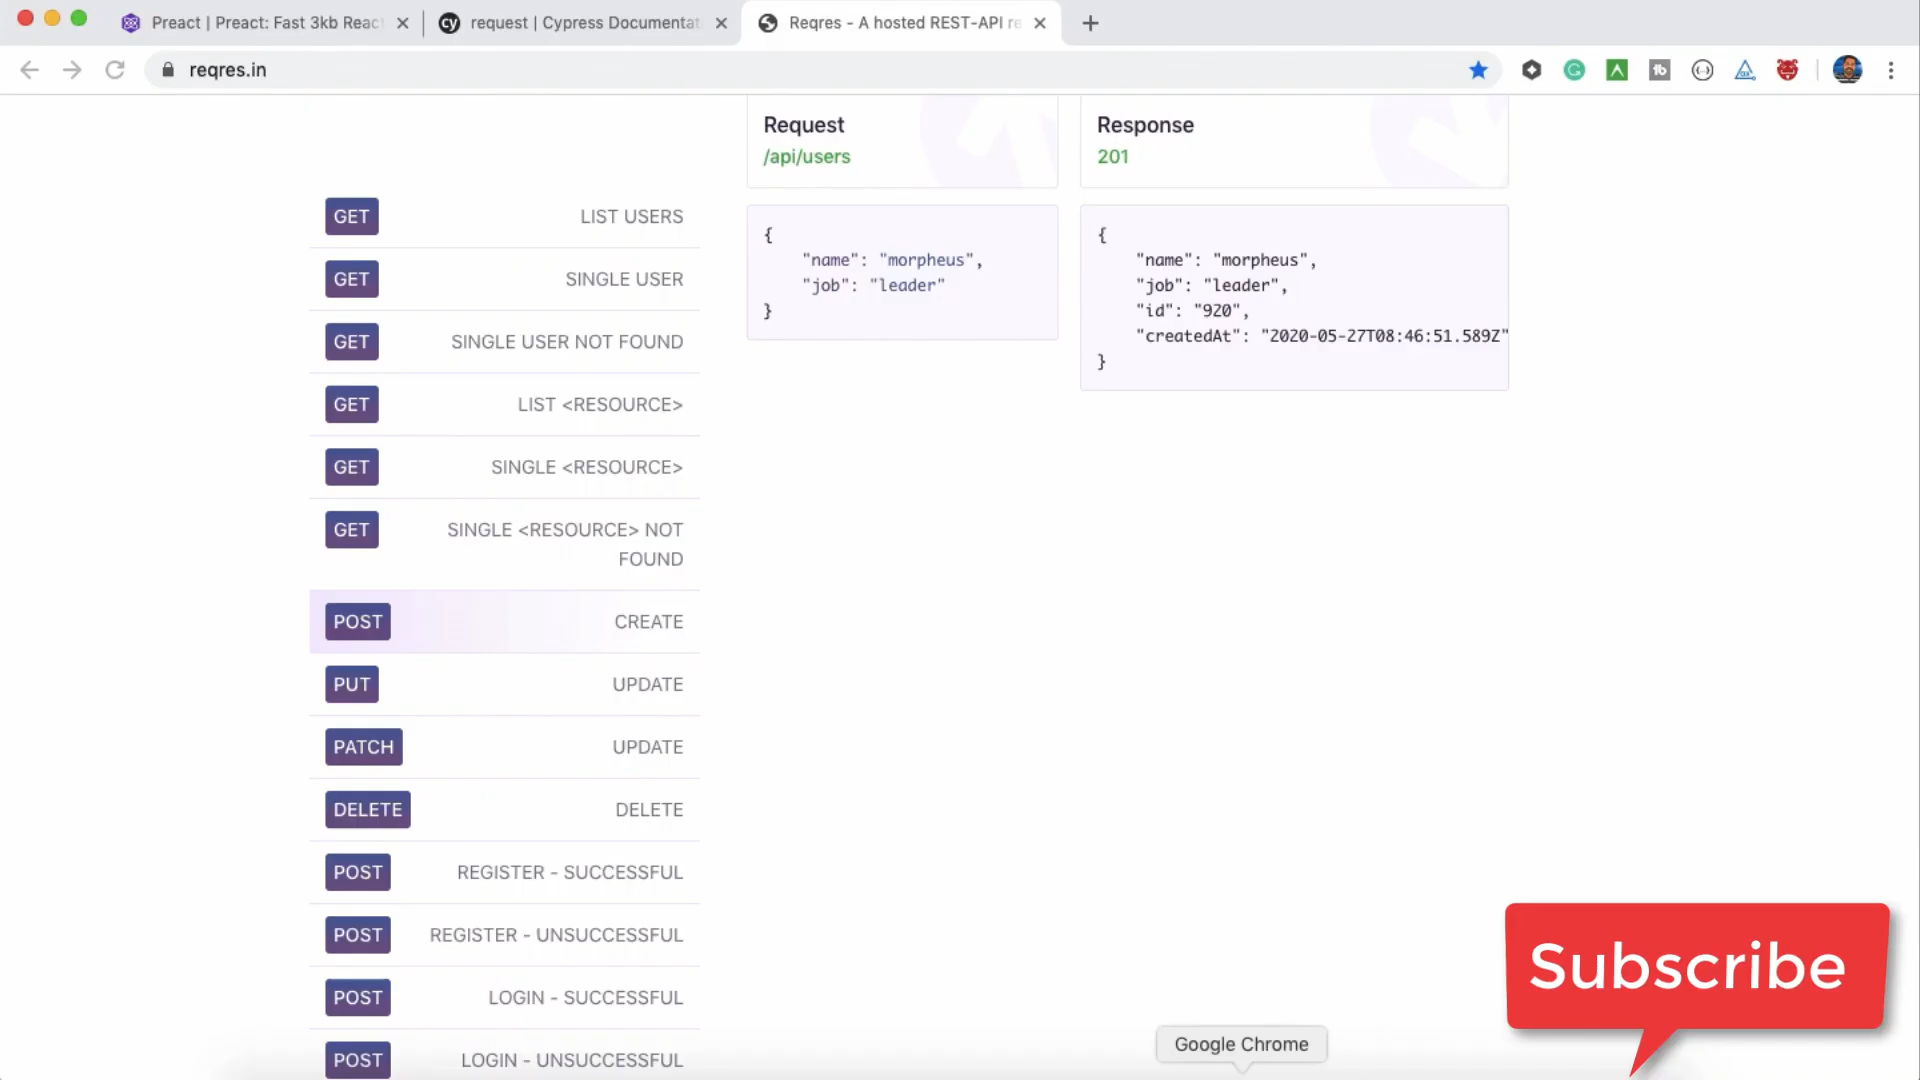 Preact | Preact: Fast 3kb React
request | Cypress Documentat
Reqres - A hosted REST-API re
reqres.in
Request
/api/users
Response
201
{
"name": "morpheus",
"job": "leader"
}
{
"name": "morpheus",
"job": "leader",
"id": "920",
"createdAt": "2020-05-27T08:46:51.589Z"
}
GET LIST USERS
GET SINGLE USER
GET SINGLE USER NOT FOUND
GET LIST <RESOURCE>
GET SINGLE <RESOURCE>
GET SINGLE <RESOURCE> NOT
FOUND
POST CREATE
PUT UPDATE
PATCH UPDATE
DELETE DELETE
POST REGISTER - SUCCESSFUL
POST REGISTER - UNSUCCESSFUL
POST LOGIN - SUCCESSFUL
POST LOGIN - UNSUCCESSFUL
Google Chrome
Subscribe